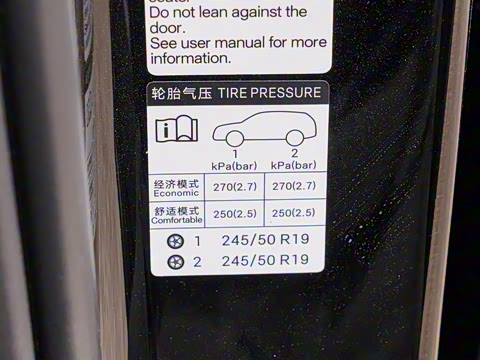 Do not lean against the
door.
See user manual for more
information.
轮胎气压 TIRE PRESSURE
1 2
kPa(bar) kPa(bar)
经济模式 270(2.7) 270(2.7)
Economic
舒适模式 250(2.5) 250(2.5)
Comfortable
1 245/50 R19
2 245/50 R19